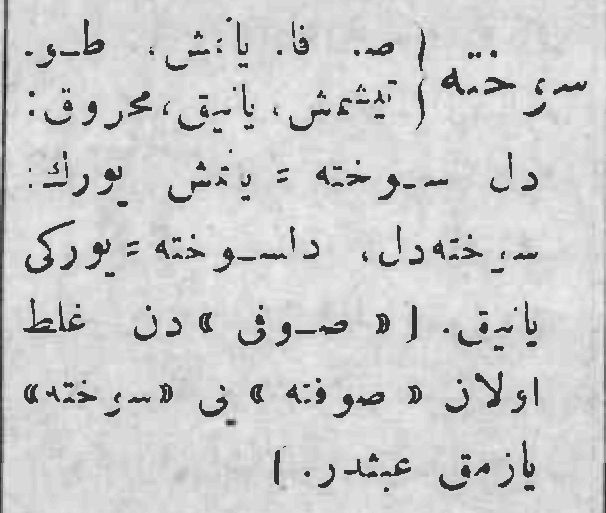 سوخته ( ص. فا. یانمش، طو-
تیشمش، یانیق، محروق:
دل سوخته = یانمش یورك:
سوخته دل، دلسوخته = یورکی
یانیق. [« صوفی » دن غلط
اولان « صوفته » نی «سوخته»
یازمق عبثدر. ]